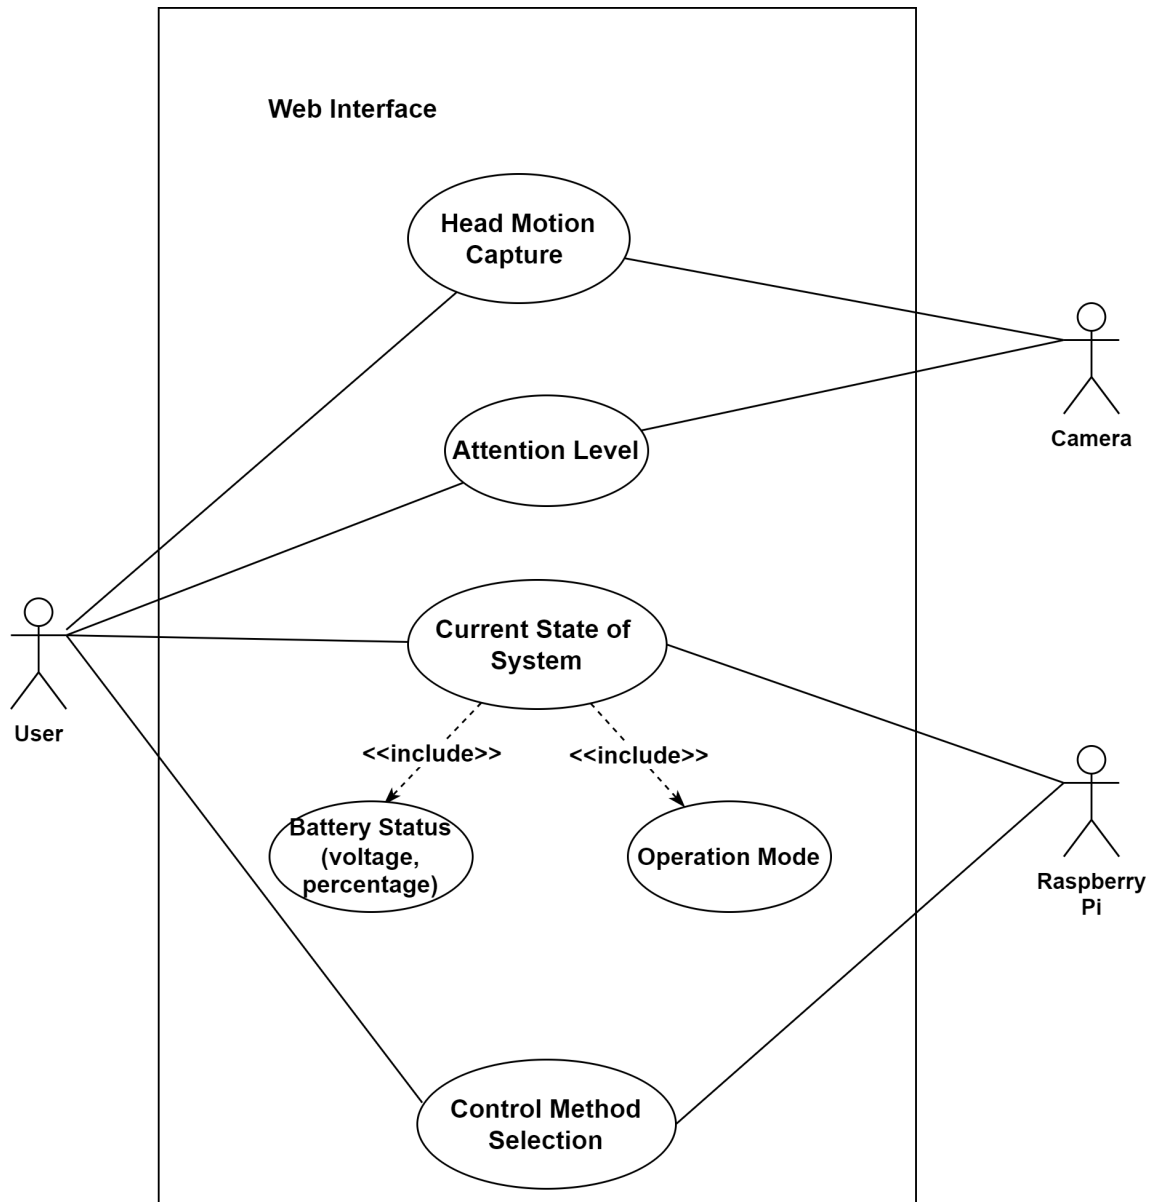 Web Interface
Head Motion
Capture
Attention Level
Camera
Current State of
System
User
<<include>>
<<include>>
Battery Status
(voltage,
percentage)
Operation Mode
Raspberry
Pi
Control Method
Selection